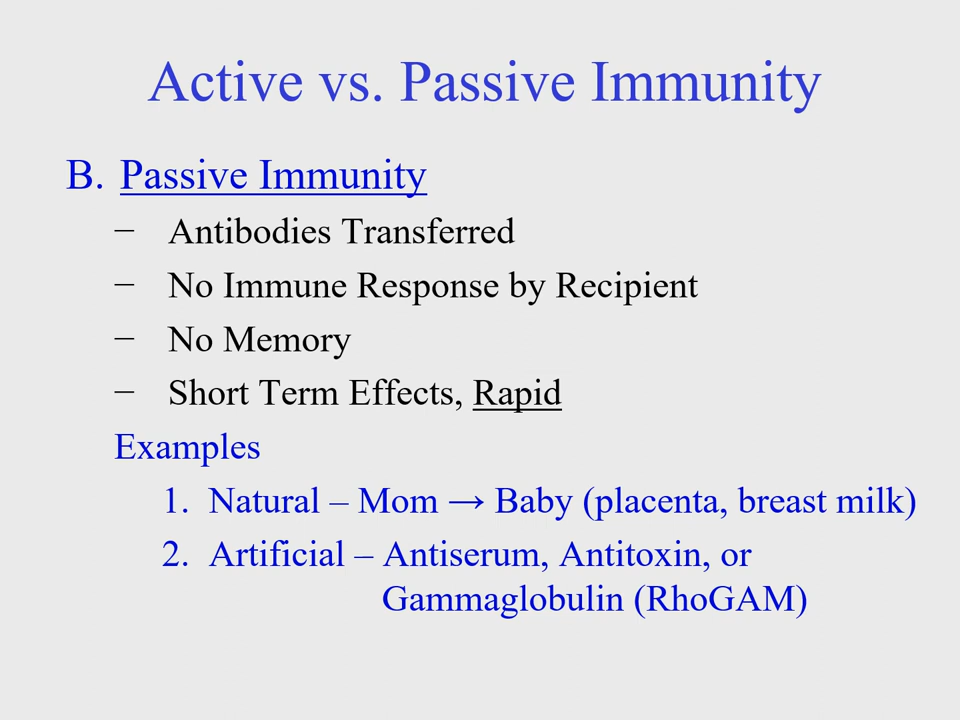 Active vs. Passive Immunity
B. Passive Immunity
− Antibodies Transferred
− No Immune Response by Recipient
− No Memory
− Short Term Effects, Rapid
Examples
1. Natural – Mom → Baby (placenta, breast milk)
2. Artificial – Antiserum, Antitoxin, or
Gammaglobulin (RhoGAM)